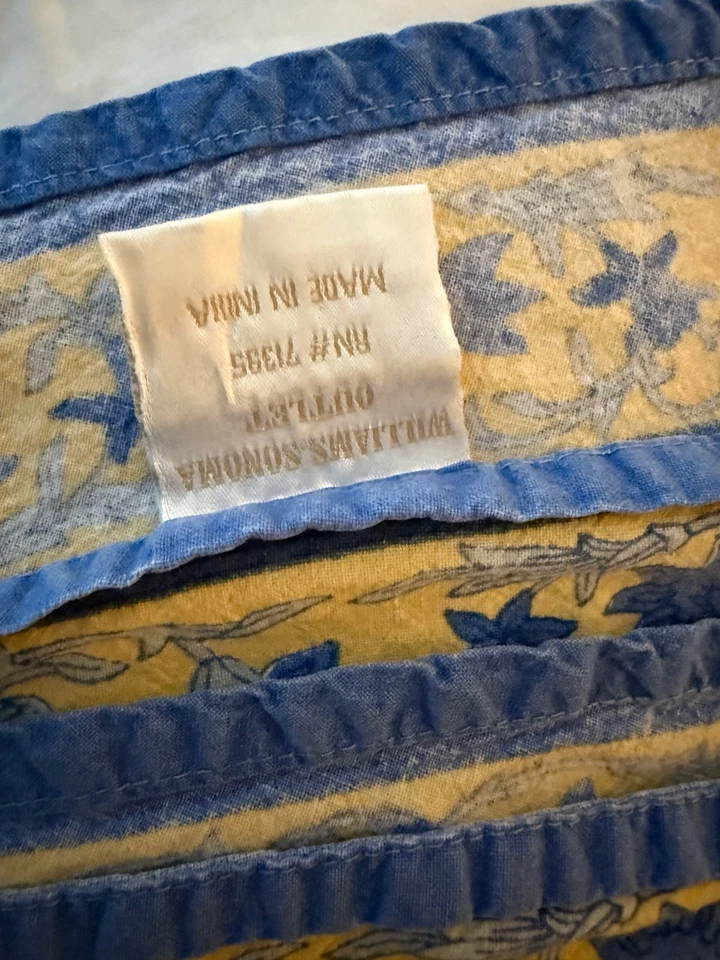 WILLIAMS SONOMA
OUTLET
RN# 71395
MADE IN INDIA